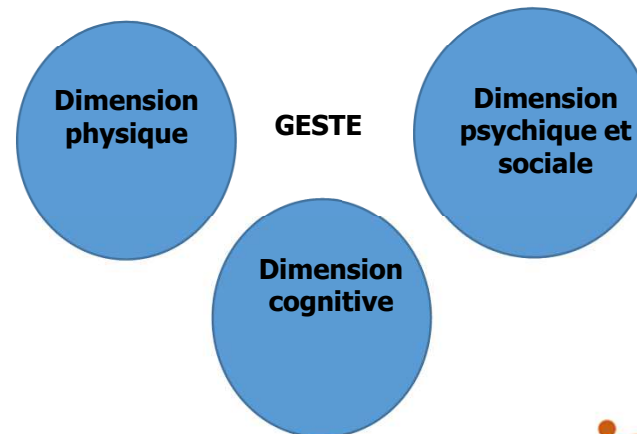 Dimension
physique
GESTE
Dimension
psychique et
sociale
Dimension
cognitive